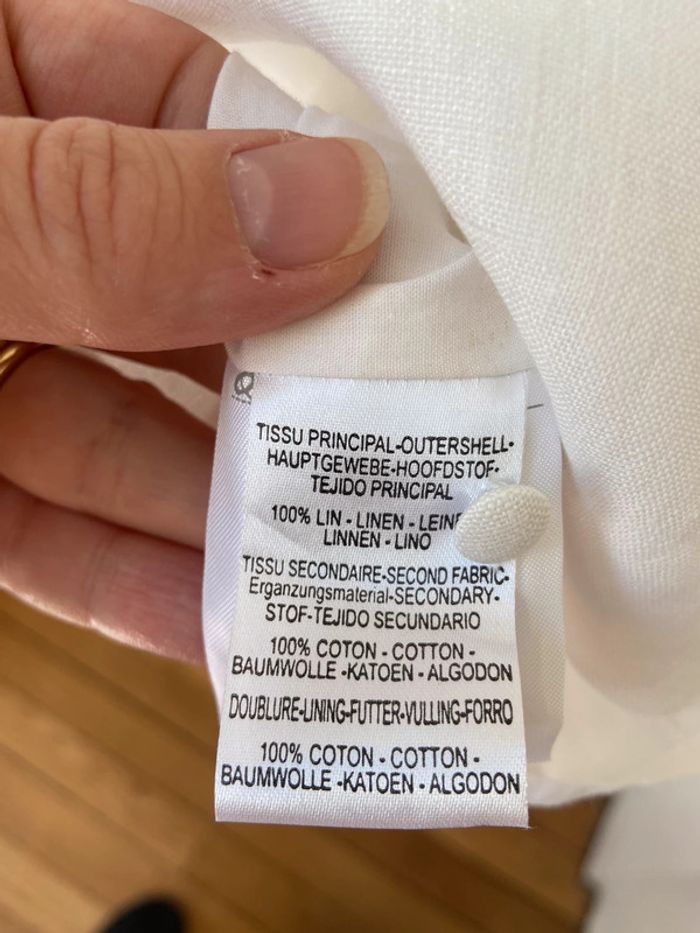 TISSU PRINCIPAL-OUTERSHELL-
HAUPTGEWEBE-HOOFDSTOF-
TEJIDO PRINCIPAL
100% LIN - LINEN - LEINE
LINNEN - LINO
TISSU SECONDAIRE-SECOND FABRIC-
Ergänzungsmaterial-SECONDARY-
STOF-TEJIDO SECUNDARIO
100% COTON - COTTON -
BAUMWOLLE -KATOEN - ALGODON
DOUBLURE-LINING-FUTTER-VULLING-FORRO
100% COTON - COTTON -
BAUMWOLLE -KATOEN - ALGODON